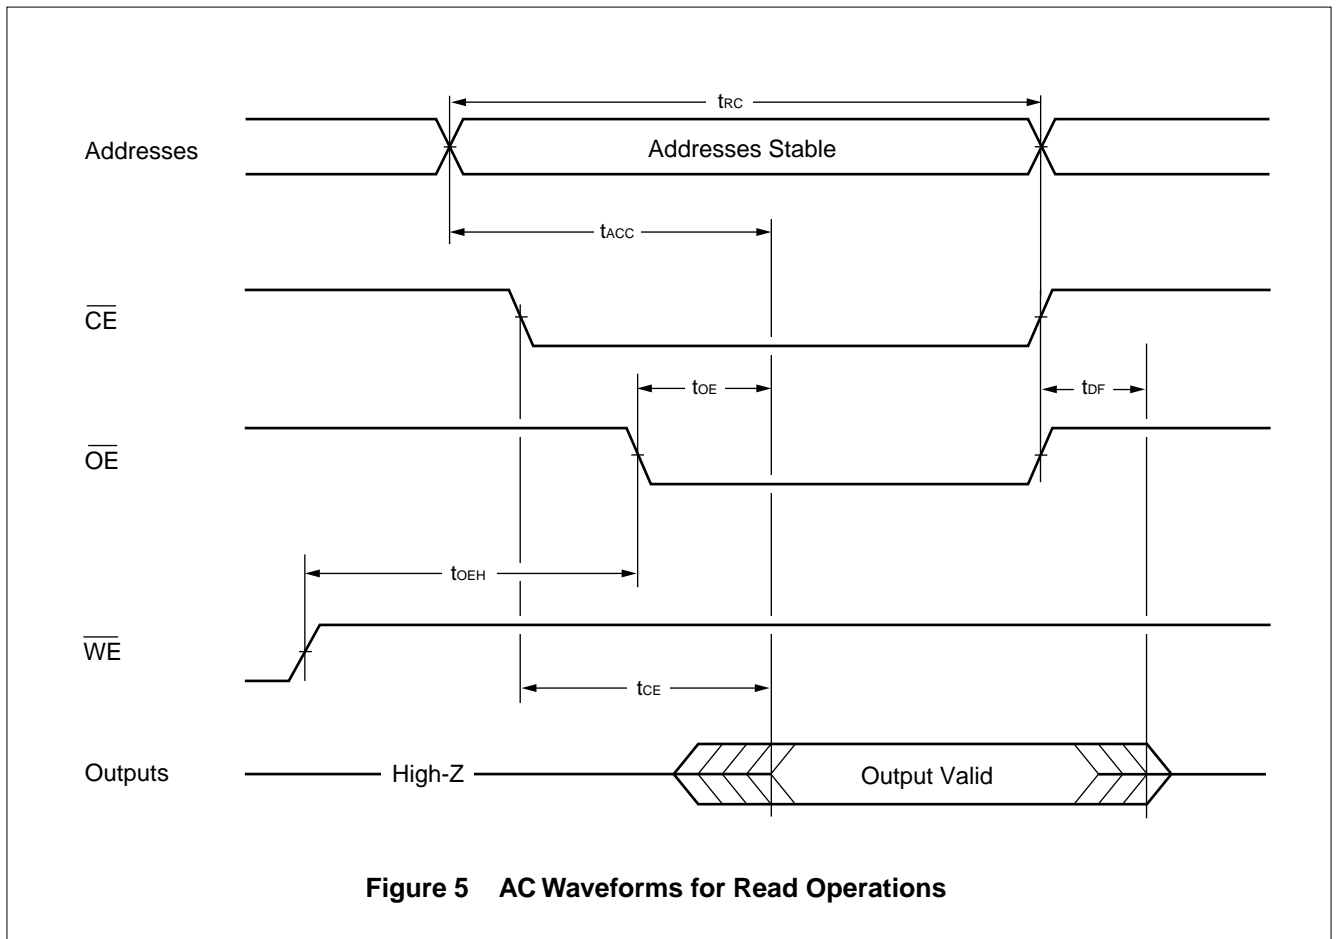 tRC
Addresses
Addresses Stable
tACC
CE
tOE
tDF
OE
tOEH
WE
tCE
Outputs
High-Z
Output Valid
Figure 5 AC Waveforms for Read Operations